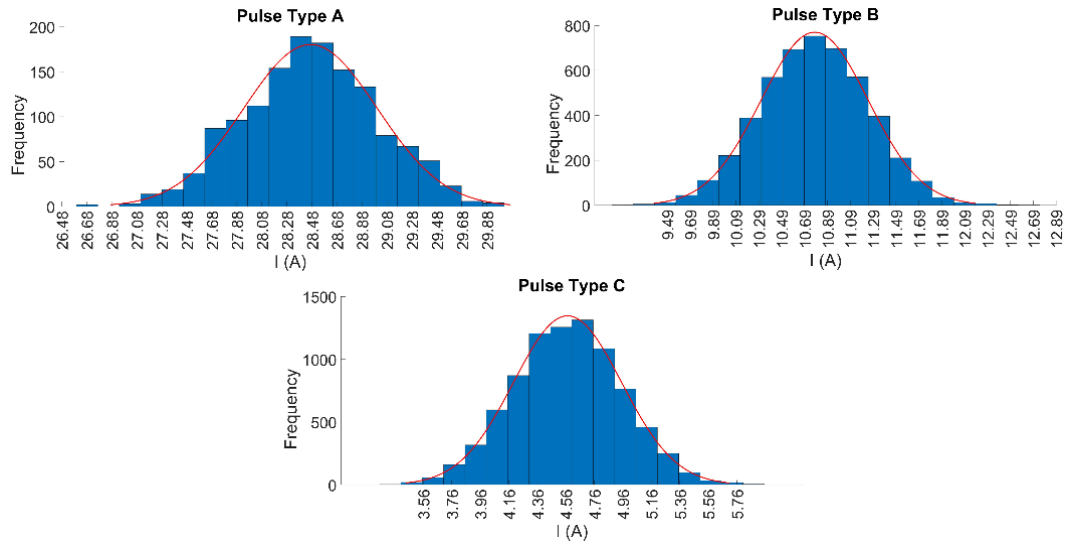 Pulse Type A
200
150
100
50
0
Frequency
26.48 26.68 26.88 27.08 27.28 27.48 27.68 27.88 28.08 28.28 28.48 28.68 28.88 29.08 29.28 29.48 29.68 29.88
I (A)
Pulse Type B
800
600
400
200
0
Frequency
9.49 9.69 9.89 10.09 10.29 10.49 10.69 10.89 11.09 11.29 11.49 11.69 11.89 12.09 12.29 12.49 12.69 12.89
I (A)
Pulse Type C
1500
1000
500
0
Frequency
3.56 3.76 3.96 4.16 4.36 4.56 4.76 4.96 5.16 5.36 5.56 5.76
I (A)